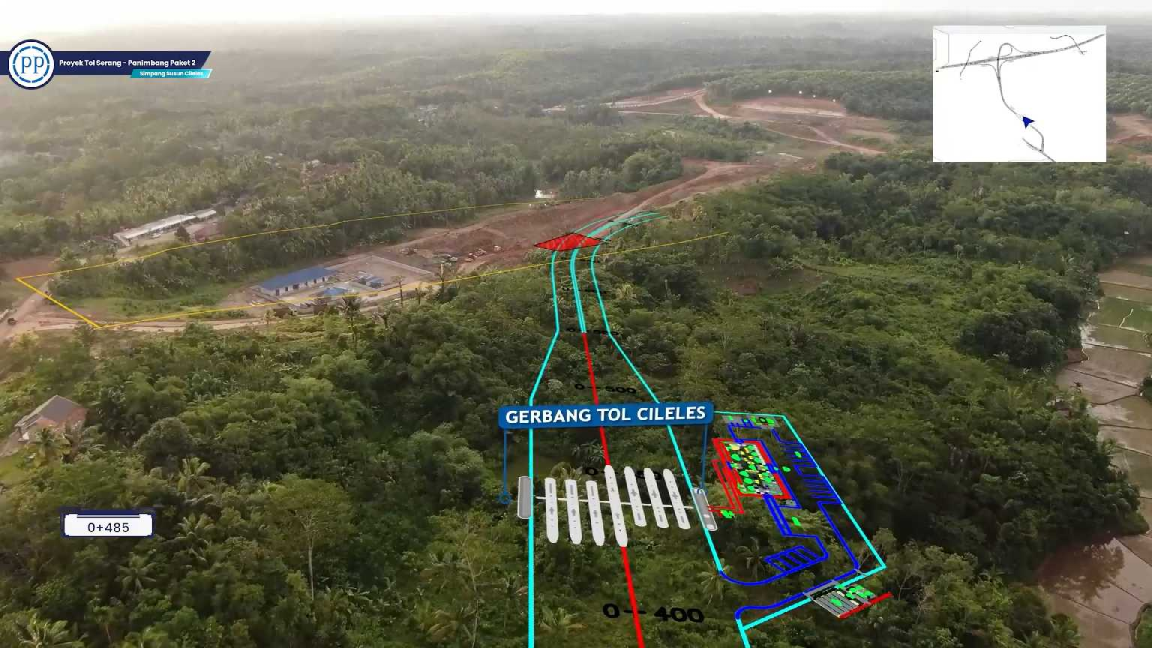 pp
Proyek Tol Serang - Panimbang Paket 2
Simpang Susun Cileles
GERBANG TOL CILELES
0+485
0 - 400